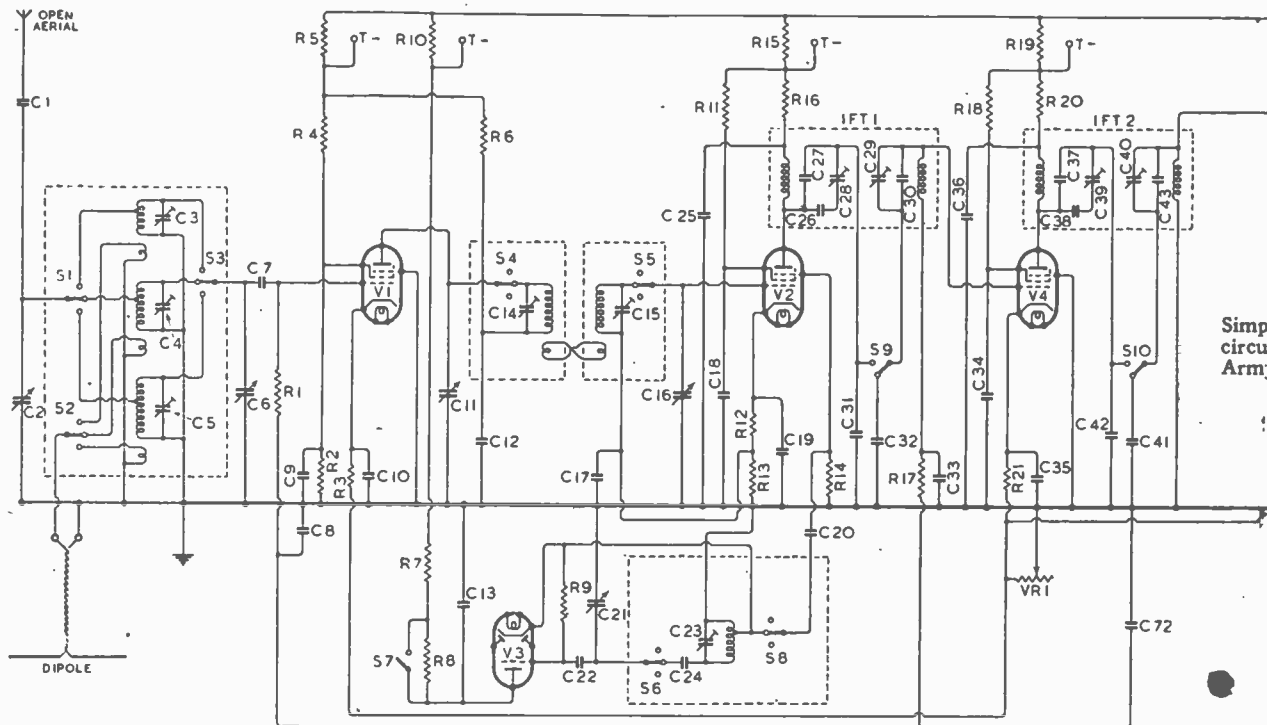 OPEN
AERIAL
C1
C2
S1
S2
C3
C4
C5
S3
C7
C6
R1
C9
C8
R5
T-
R4
R10
T-
R6
V1
R2
R3
C10
C11
C12
S4
C14
S5
C15
C16
C17
C18
R15
T-
R11
R16
C25
IFT1
C27
C28
C26
C29
C30
V2
R12
R13
C19
R14
C20
C31
S9
C32
R17
C33
C36
R19
T-
R18
R20
IFT2
C37
C39
C38
C40
C43
V4
C34
R21
C35
C42
S10
C41
VR1
C72
R7
S7
R8
C13
V3
R9
C22
C21
S6
C24
C23
S8
DIPOLE
Simp
circu
Army